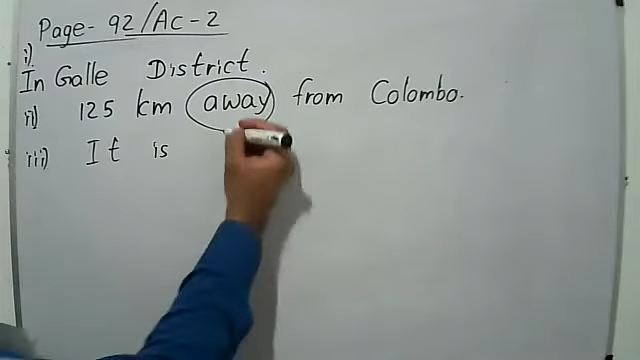 Page- 92/Ac-2
i)
In Galle District.
ii) 125 km away from Colombo.
iii) It is